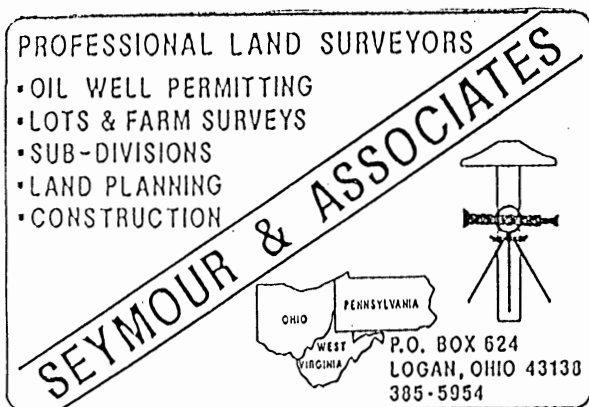 PROFESSIONAL LAND SURVEYORS
▪OIL WELL PERMITTING
▪LOTS & FARM SURVEYS
▪SUB-DIVISIONS
▪LAND PLANNING
▪CONSTRUCTION
SEYMOUR & ASSOCIATES
OHIO
PENNSYLVANIA
WEST
VIRGINIA
P.O. BOX 624
LOGAN, OHIO 43138
385-5954